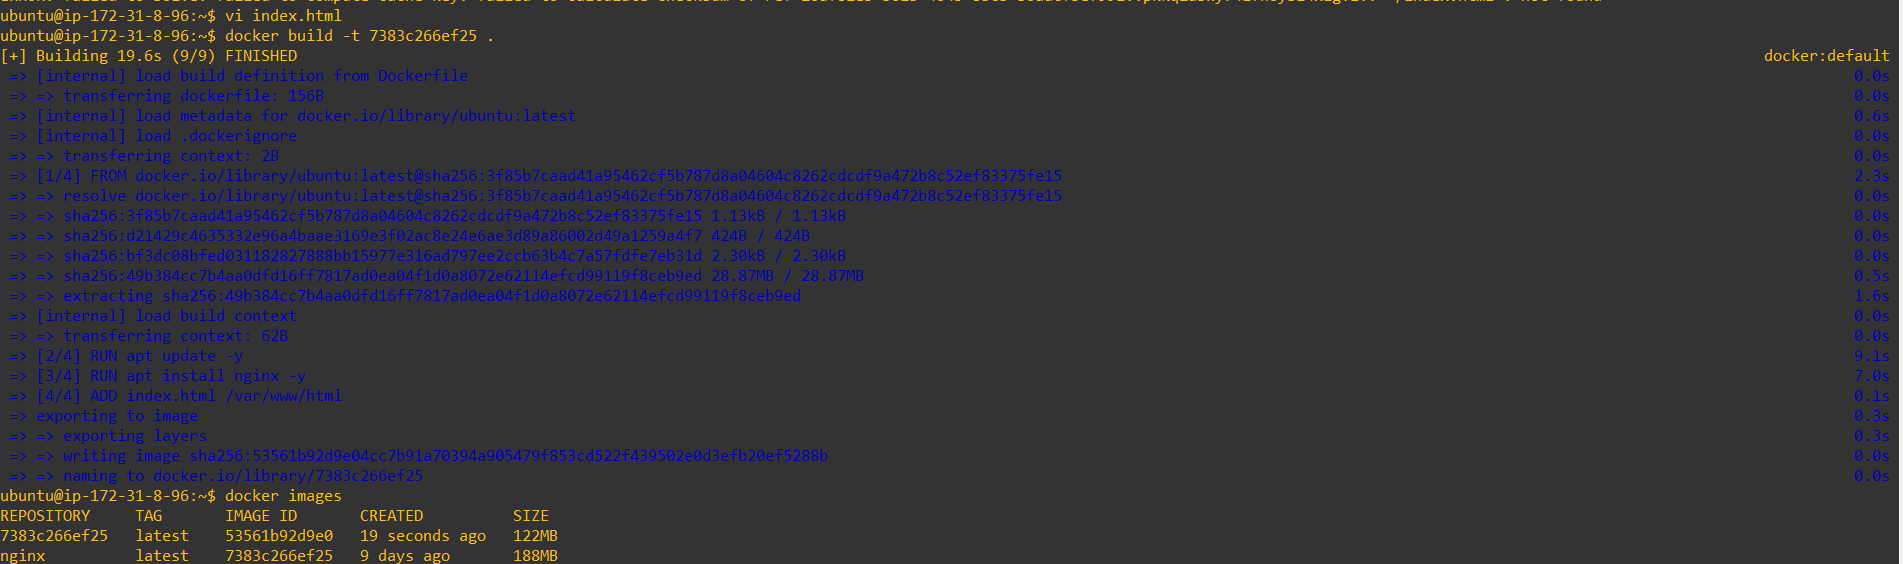 ubuntu@ip-172-31-8-96:~$ vi index.html
ubuntu@ip-172-31-8-96:~$ docker build -t 7383c266ef25 .
[+] Building 19.6s (9/9) FINISHED docker:default
=> [internal] load build definition from Dockerfile 0.0s
=> => transferring dockerfile: 156B 0.0s
=> [internal] load metadata for docker.io/library/ubuntu:latest 0.6s
=> [internal] load .dockerignore 0.0s
=> => transferring context: 2B 0.0s
=> [1/4] FROM docker.io/library/ubuntu:latest@sha256:3f85b7caad41a95462cf5b787d8a04604c8262cdcdf9a472b8c52ef83375fe15 2.3s
=> => resolve docker.io/library/ubuntu:latest@sha256:3f85b7caad41a95462cf5b787d8a04604c8262cdcdf9a472b8c52ef83375fe15 0.0s
=> => sha256:3f85b7caad41a95462cf5b787d8a04604c8262cdcdf9a472b8c52ef83375fe15 1.13kB / 1.13kB 0.0s
=> => sha256:d21429c4635332e96a4baae3169e3f02ac8e24e6ae3d89a86002d49a1259a4f7 424B / 424B 0.0s
=> => sha256:bf3dc08bfed031182827888bb15977e316ad797ee2ccb63b4c7a57fdfe7eb31d 2.30kB / 2.30kB 0.0s
=> => sha256:49b384cc7b4aa0dfd16ff7817ad0ea04f1d0a8072e62114efcd99119f8ceb9ed 28.87MB / 28.87MB 0.5s
=> => extracting sha256:49b384cc7b4aa0dfd16ff7817ad0ea04f1d0a8072e62114efcd99119f8ceb9ed 1.6s
=> [internal] load build context 0.0s
=> => transferring context: 62B 0.0s
=> [2/4] RUN apt update -y 9.1s
=> [3/4] RUN apt install nginx -y 7.0s
=> [4/4] ADD index.html /var/www/html 0.1s
=> exporting to image 0.3s
=> => exporting layers 0.3s
=> => writing image sha256:53561b92d9e04cc7b91a70394a905479f853cd522f439502e0d3efb20ef5288b 0.0s
=> => naming to docker.io/library/7383c266ef25 0.0s
ubuntu@ip-172-31-8-96:~$ docker images
REPOSITORY TAG IMAGE ID CREATED SIZE
7383c266ef25 latest 53561b92d9e0 19 seconds ago 122MB
nginx latest 7383c266ef25 9 days ago 188MB